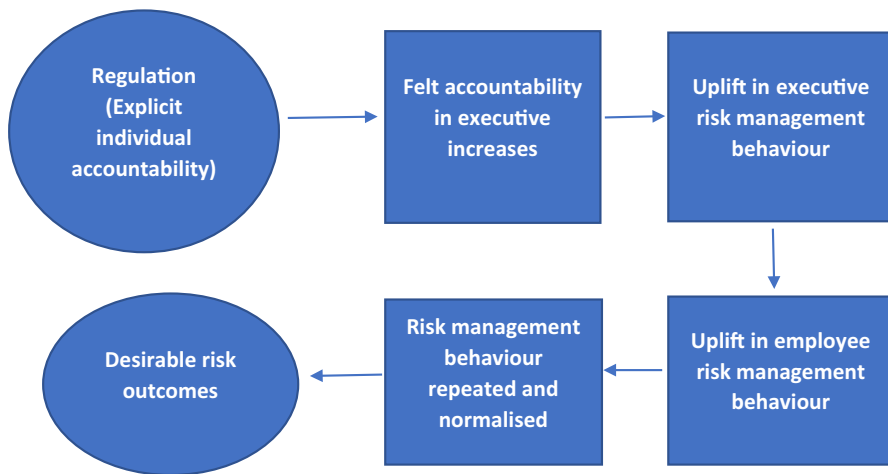 Regulation
(Explicit
individual
accountability)
Felt accountability
in executive
increases
Uplift in executive
risk management
behaviour
Uplift in employee
risk management
behaviour
Risk management
behaviour
repeated and
normalised
Desirable risk
outcomes